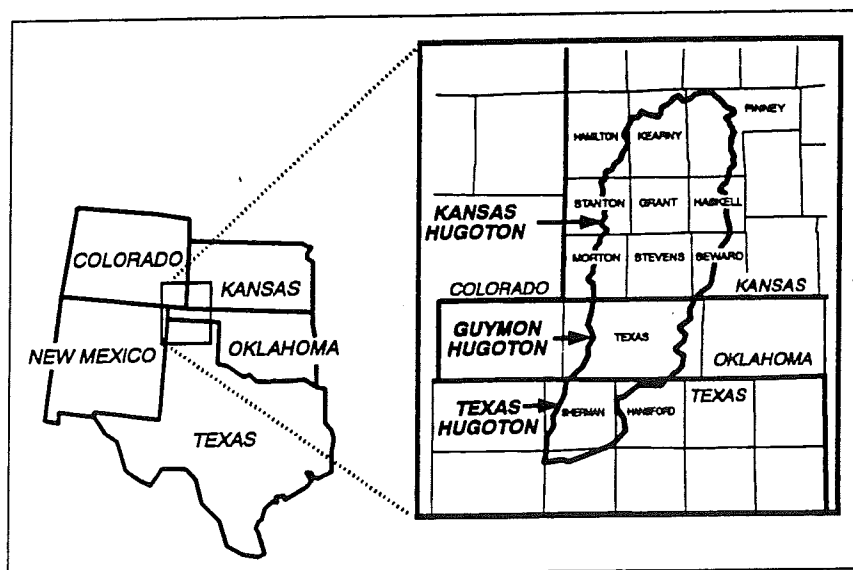 COLORADO
KANSAS
NEW MEXICO
OKLAHOMA
TEXAS
FINNEY
HAMILTON
KEARNY
STANTON
GRANT
HASKELL
KANSAS
HUGOTON
MORTON
STEVENS
SEWARD
COLORADO
KANSAS
GUYMON
HUGOTON
TEXAS
OKLAHOMA
TEXAS
HUGOTON
SHERMAN
HANSFORD
TEXAS